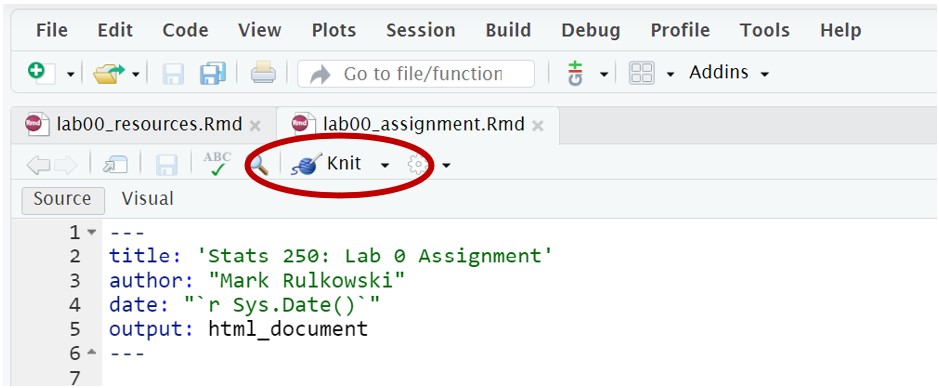 File Edit Code View Plots Session Build Debug Profile Tools Help
Go to file/function Addins
Rmd lab00_resources.Rmd × Rmd lab00_assignment.Rmd ×
ABC Knit
Source Visual
1 ---
2 title: 'Stats 250: Lab 0 Assignment'
3 author: "Mark Rulkowski"
4 date: "`r Sys.Date()`"
5 output: html_document
6 ---
7